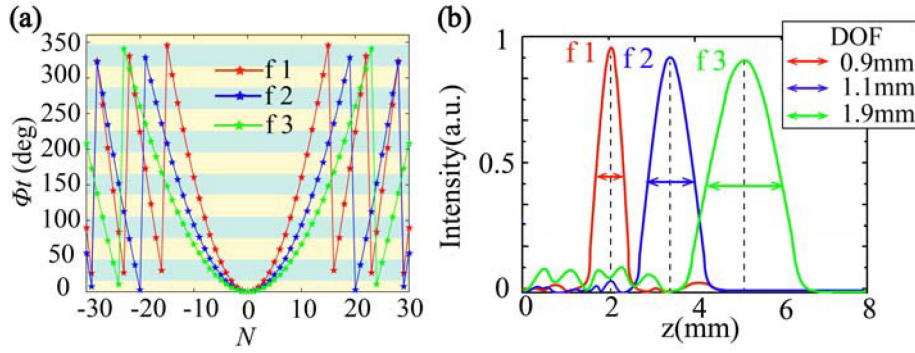 (a)
350
300
250
200
150
100
50
0
Φt (deg)
f 1
f 2
f 3
-30
-20
-10
0
10
20
30
N
(b)
1
0.5
0
Intensity(a.u.)
f 1
f 2
f 3
DOF
0.9mm
1.1mm
1.9mm
0
2
4
6
8
z(mm)